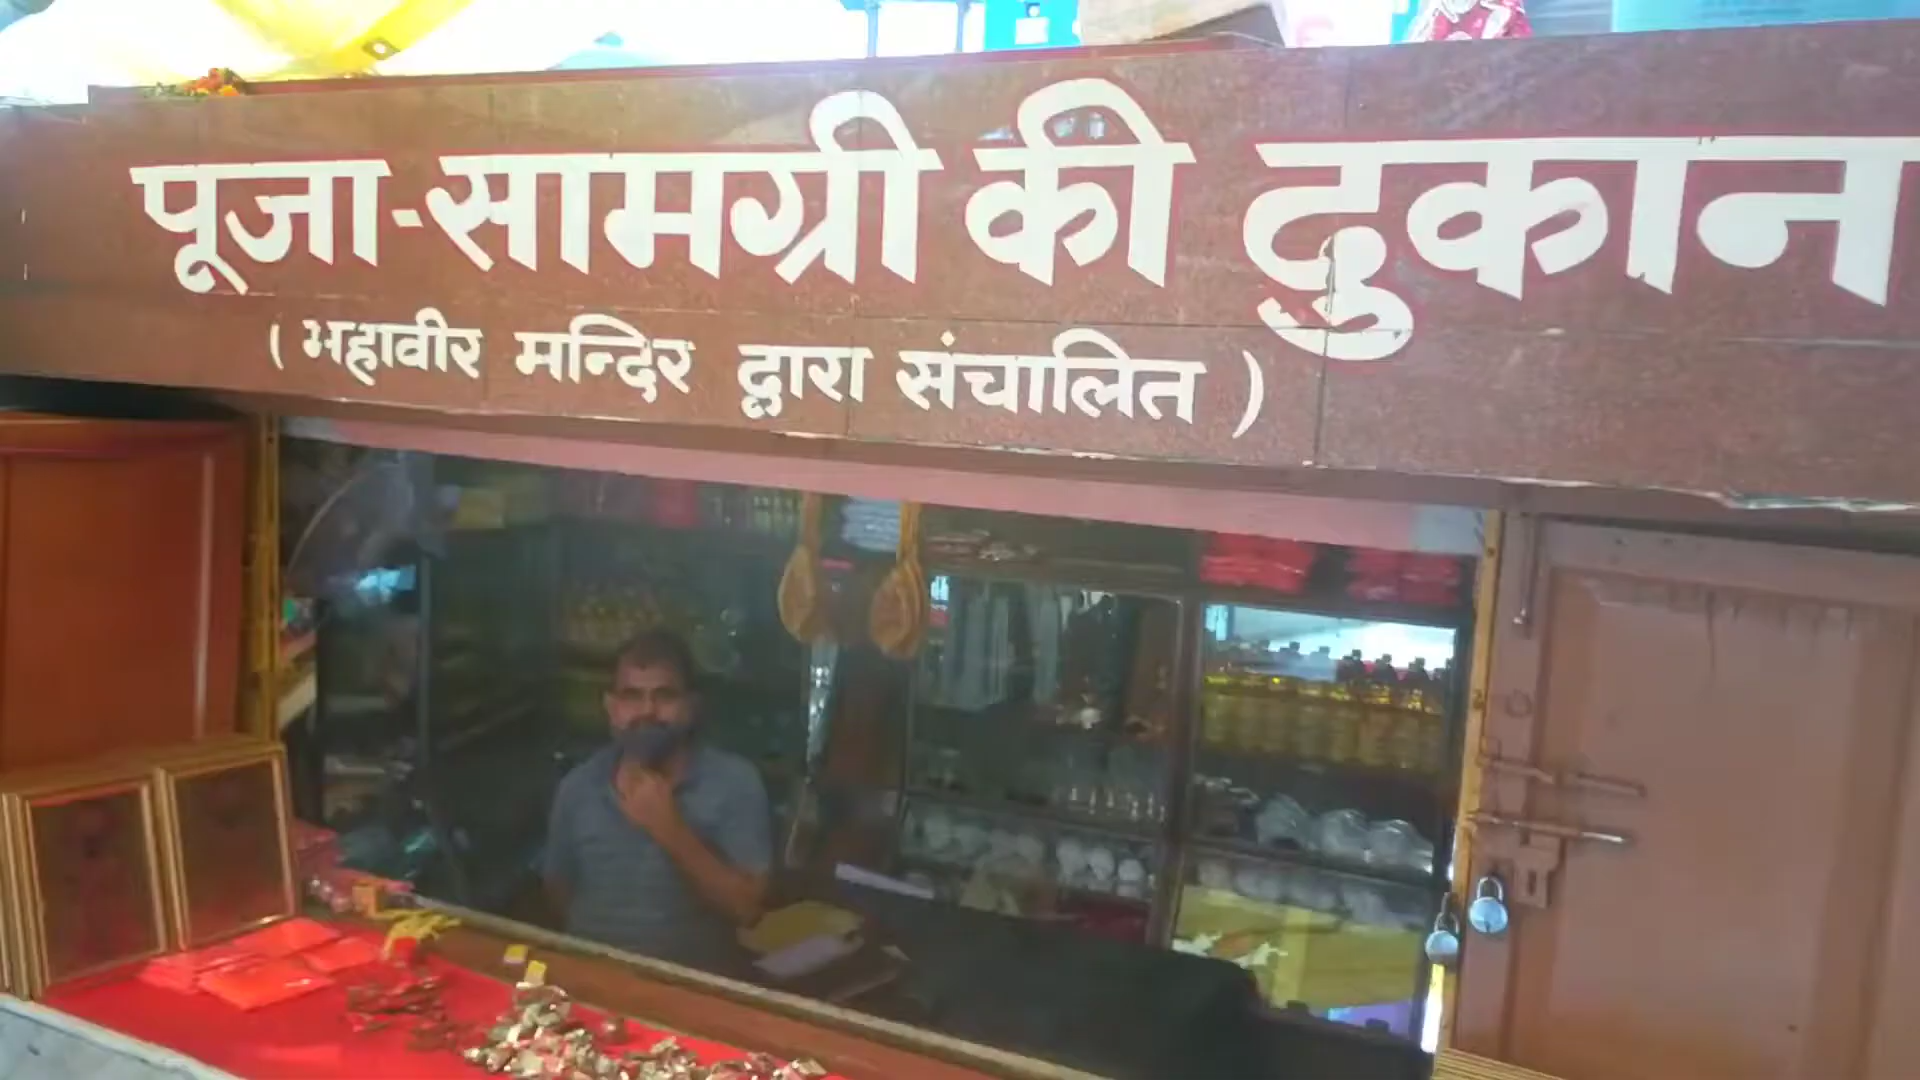 पूजा-सामग्री की दुकान
( महावीर मन्दिर द्वारा संचालित )